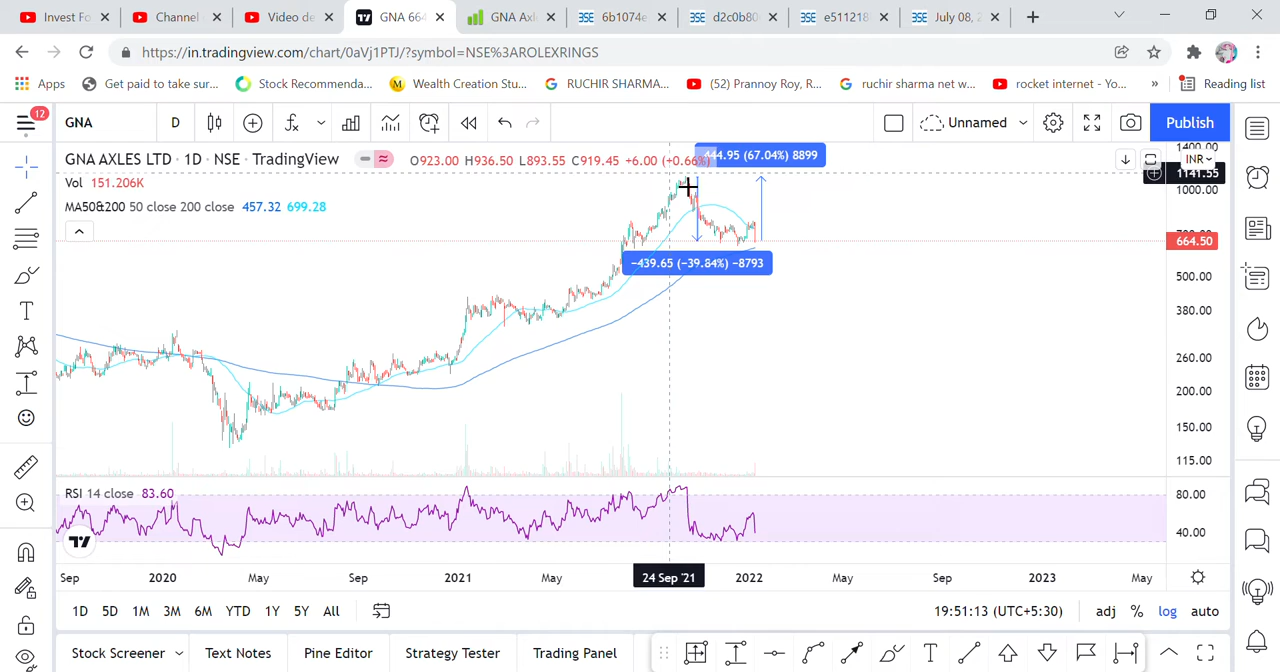 Invest Fo
Channel
Video de
GNA 664
GNA Axl
6b1074e
d2c0b80
e511218
July 08, 2
https://in.tradingview.com/chart/0aVj1PTJ/?symbol=NSE%3AROLEXRINGS
Apps
Get paid to take sur...
Stock Recommenda...
Wealth Creation Stu...
RUCHIR SHARMA...
(52) Prannoy Roy, R...
ruchir sharma net w...
rocket internet - Yo...
»
Reading list
12
GNA
D
Unnamed
Publish
GNA AXLES LTD · 1D · NSE · TradingView
O923.00 H936.50 L893.55 C919.45 +6.00 (+0.66%)
444.95 (67.04%) 8899
INR
1400.00
1141.55
1000.00
664.50
500.00
380.00
260.00
200.00
150.00
115.00
Vol 151.206K
MA50&200 50 close 200 close 457.32 699.28
−439.65 (−39.84%) −8793
RSI 14 close 83.60
80.00
40.00
Sep
2020
May
Sep
2021
May
24 Sep '21
2022
May
Sep
2023
May
1D 5D 1M 3M 6M YTD 1Y 5Y All
19:51:13 (UTC+5:30)
adj % log auto
Stock Screener
Text Notes
Pine Editor
Strategy Tester
Trading Panel